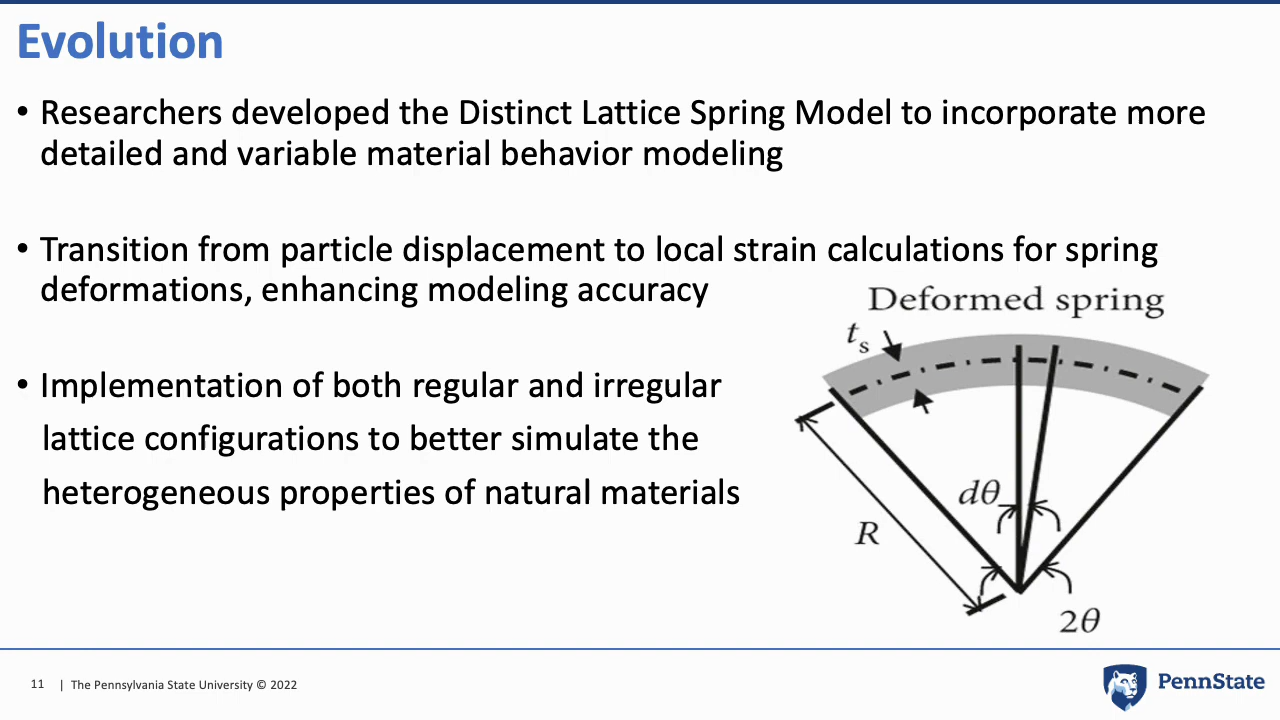 Evolution
• Researchers developed the Distinct Lattice Spring Model to incorporate more
detailed and variable material behavior modeling
• Transition from particle displacement to local strain calculations for spring
deformations, enhancing modeling accuracy
• Implementation of both regular and irregular
lattice configurations to better simulate the
heterogeneous properties of natural materials
Deformed spring
ts
dθ
R
2θ
11 | The Pennsylvania State University © 2022
PennState